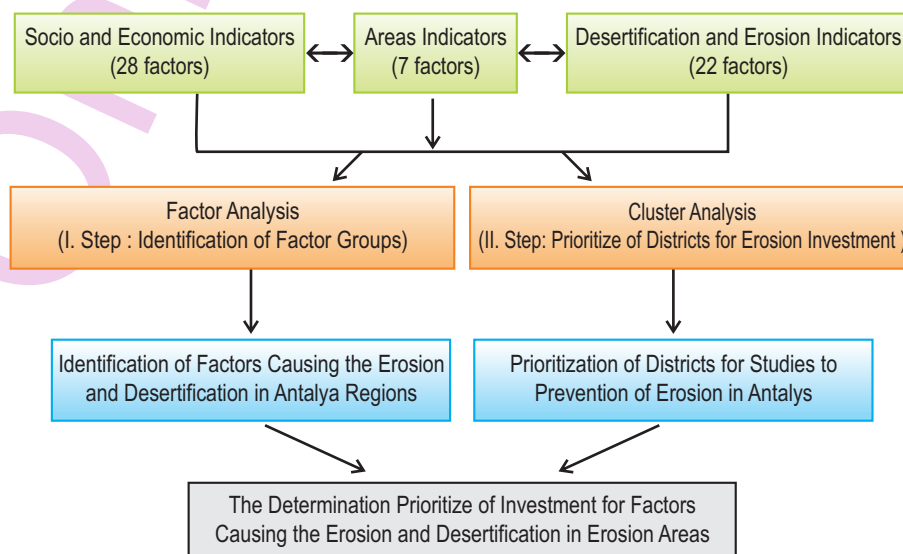 Socio and Economic Indicators
(28 factors)
Areas Indicators
(7 factors)
Desertification and Erosion Indicators
(22 factors)
Factor Analysis
(I. Step : Identification of Factor Groups)
Cluster Analysis
(II. Step: Prioritize of Districts for Erosion Investment )
Identification of Factors Causing the Erosion
and Desertification in Antalya Regions
Prioritization of Districts for Studies to
Prevention of Erosion in Antalys
The Determination Prioritize of Investment for Factors
Causing the Erosion and Desertification in Erosion Areas